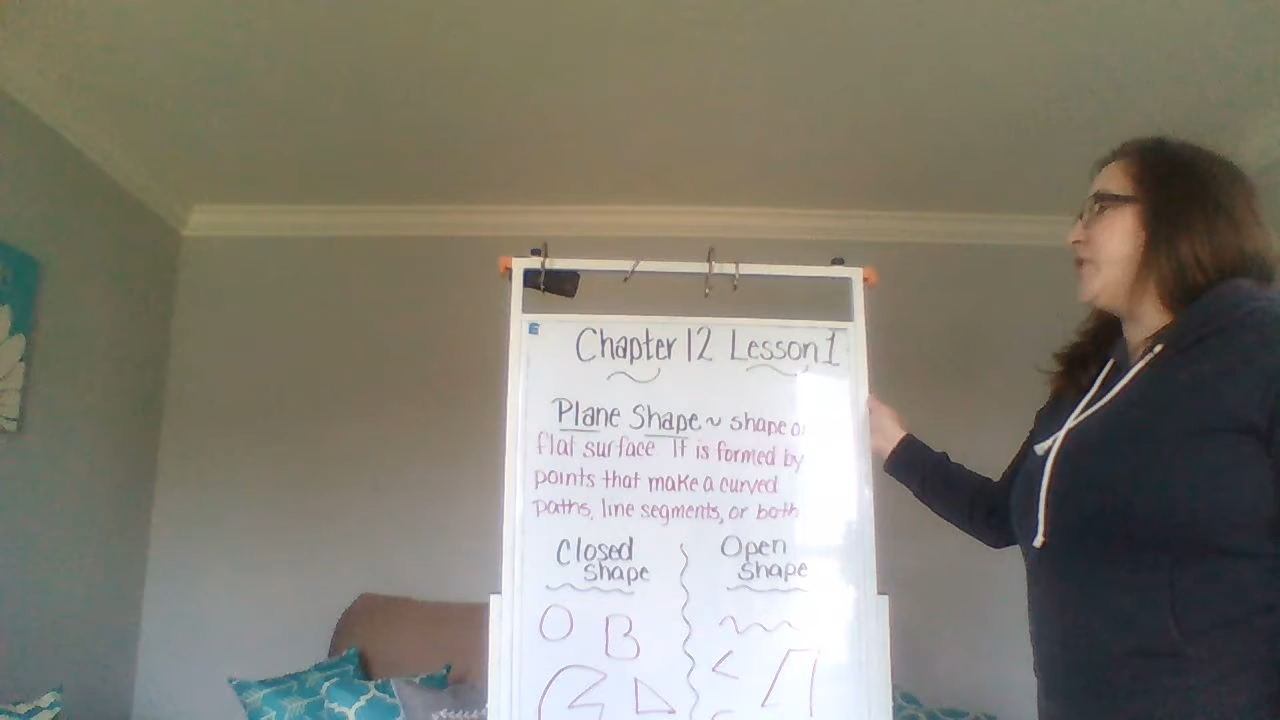 Chapter 12 Lesson 1
Plane Shape ~ shape
flat surface. It is formed by
points that make a curved
paths, line segments, or both
Closed Open
Shape Shape